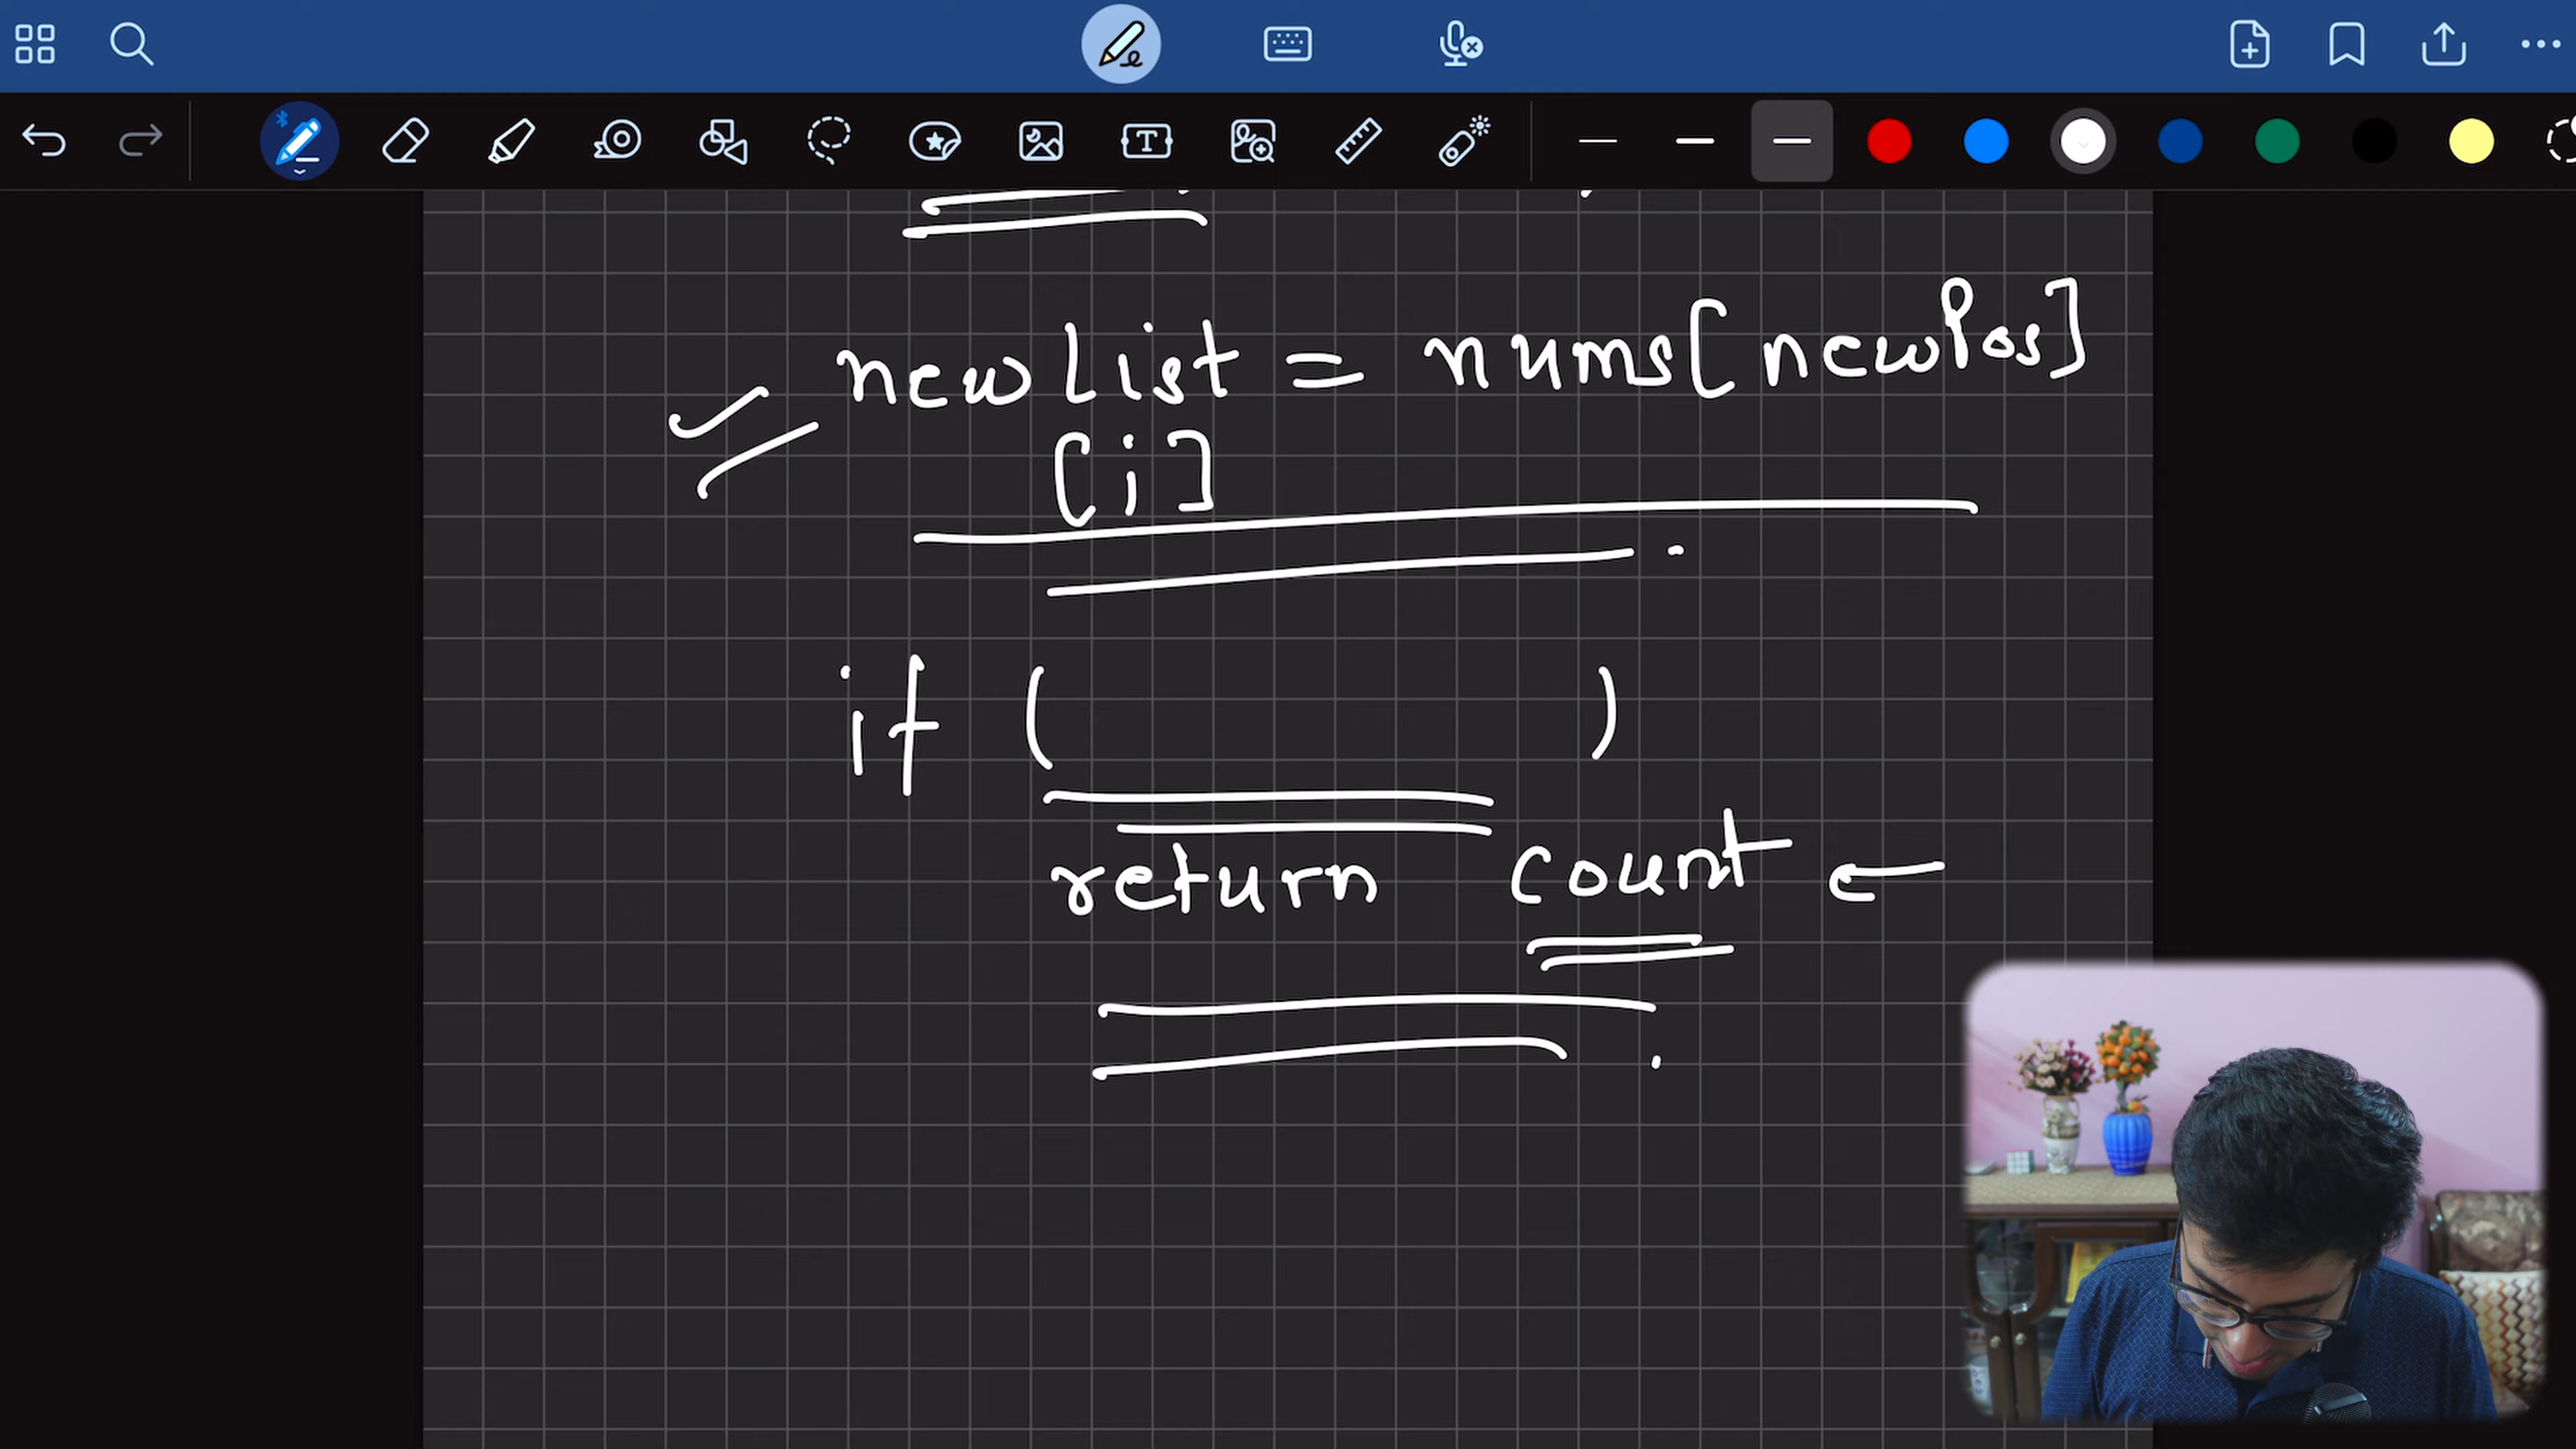 newlist = nums[newPos]
[i]
if ( )
return count ←